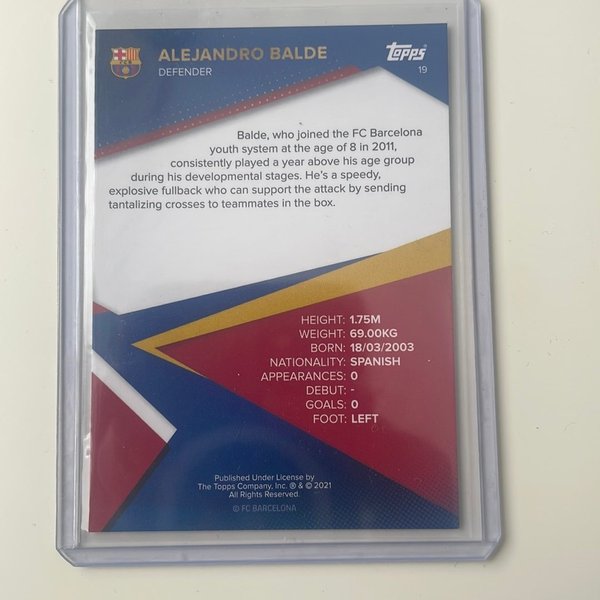 ALEJANDRO BALDE
DEFENDER
Topps
19
Balde, who joined the FC Barcelona
youth system at the age of 8 in 2011,
consistently played a year above his age group
during his developmental stages. He's a speedy,
explosive fullback who can support the attack by sending
tantalizing crosses to teammates in the box.
HEIGHT: 1.75M
WEIGHT: 69.00KG
BORN: 18/03/2003
NATIONALITY: SPANISH
APPEARANCES: 0
DEBUT: -
GOALS: 0
FOOT: LEFT
Published Under License by
The Topps Company, Inc. ® & © 2021
All Rights Reserved.
© FC BARCELONA